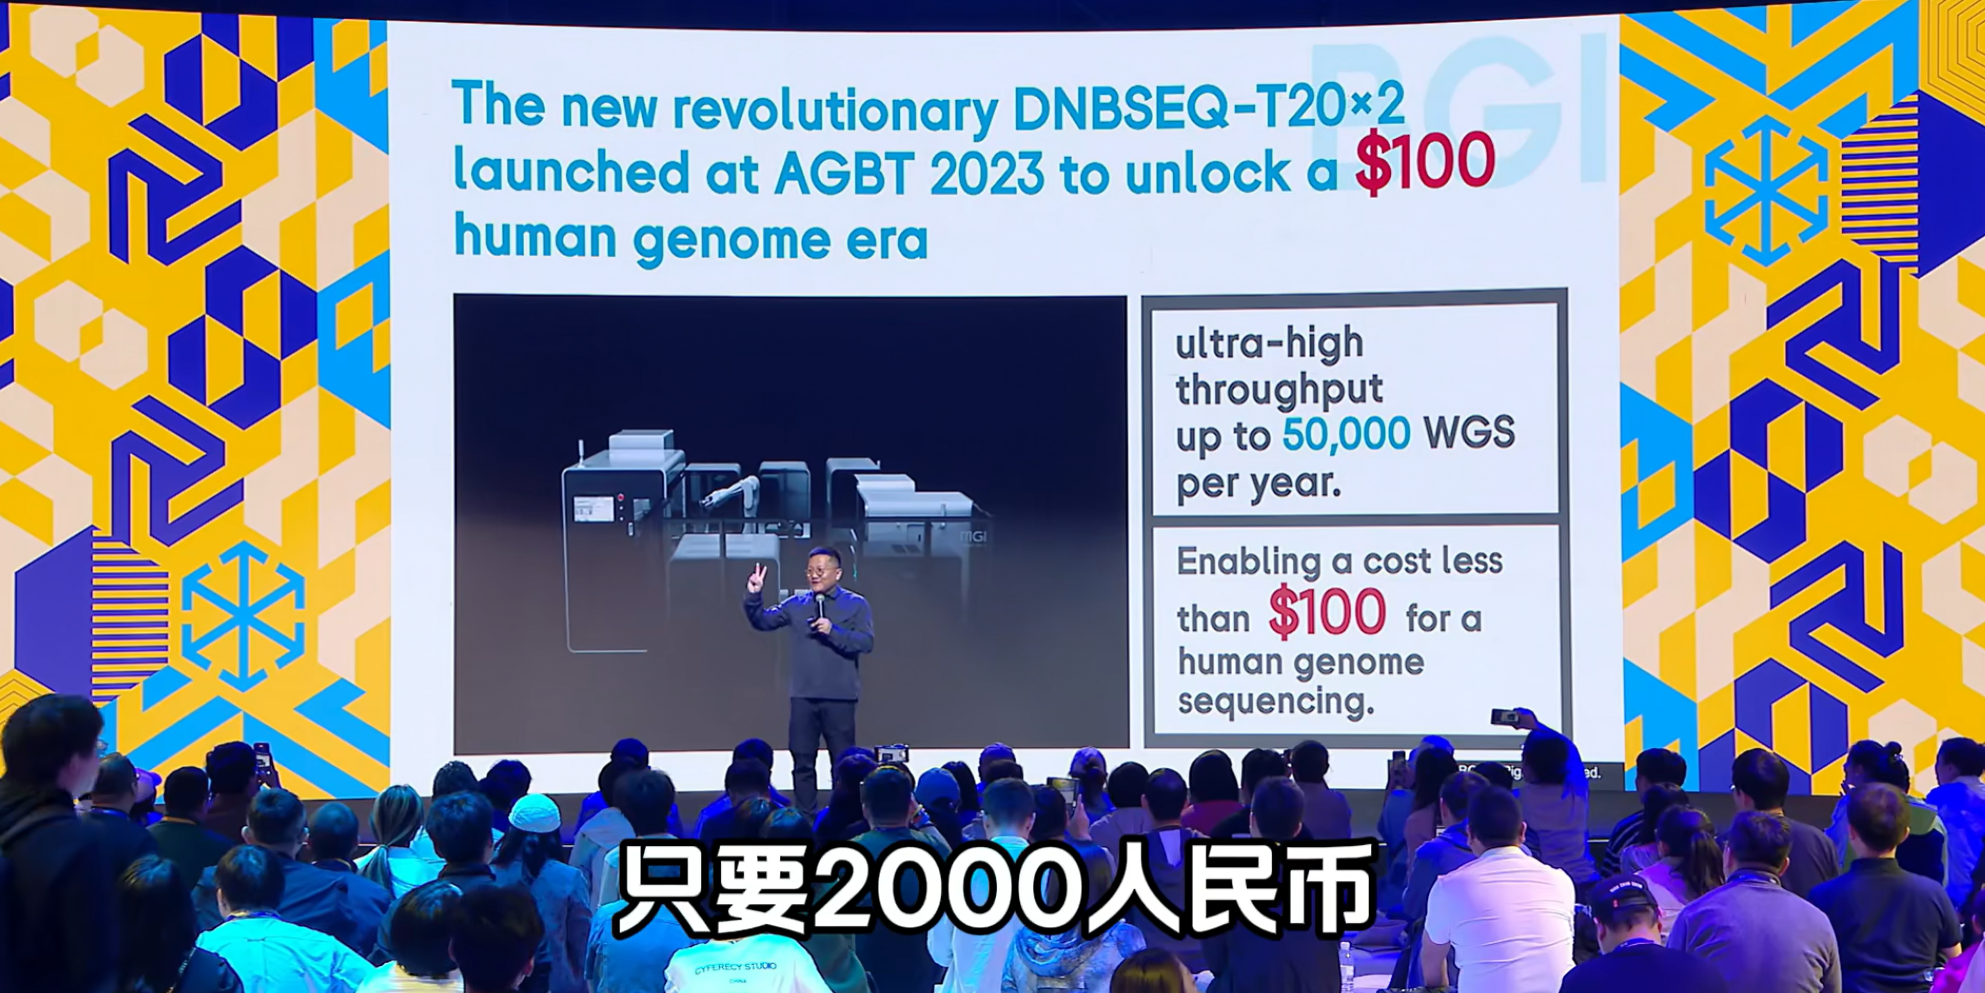 BGI
The new revolutionary DNBSEQ-T20×2
launched at AGBT 2023 to unlock a $100
human genome era
ultra-high
throughput
up to 50,000 WGS
per year.
Enabling a cost less
than $100 for a
human genome
sequencing.
MGI
只要2000人民币
CYFERECY STUDIO